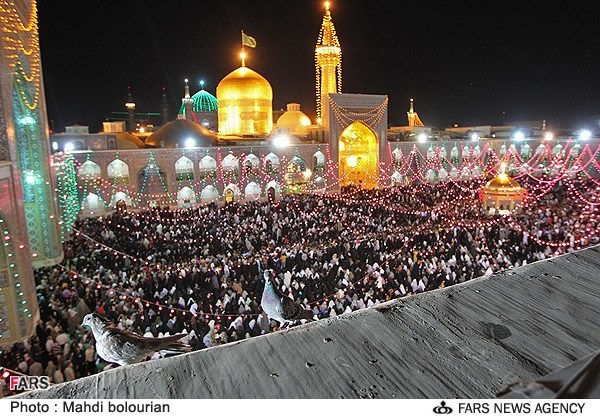 FARS
Photo : Mahdi bolourian
FARS NEWS AGENCY